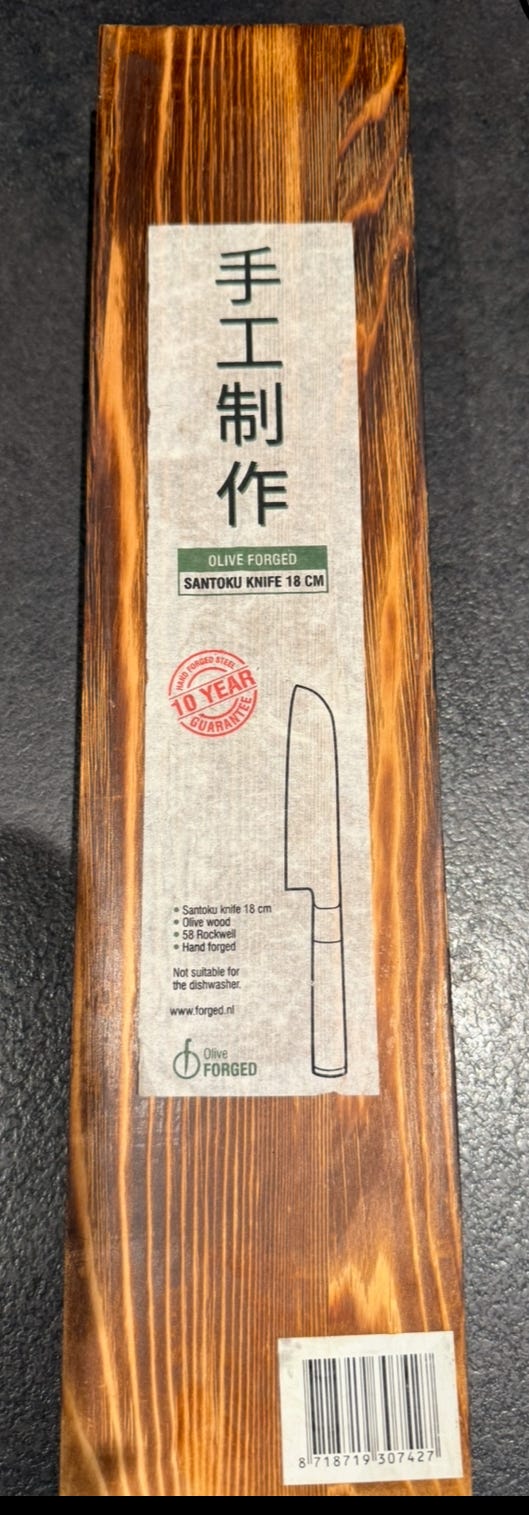 手工制作
OLIVE FORGED
SANTOKU KNIFE 18 CM
HAND FORGED STEEL
10 YEAR
GUARANTEE
• Santoku knife 18 cm
• Olive wood
• 58 Rockwell
• Hand forged
Not suitable for
the dishwasher.
www.forged.nl
Olive
FORGED
8 718719 307427